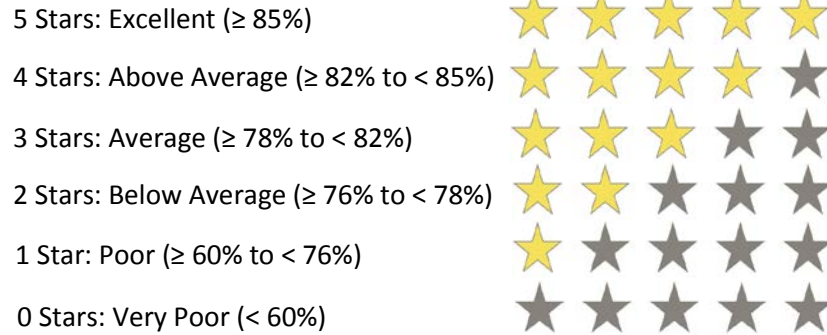 5 Stars: Excellent (≥ 85%)
4 Stars: Above Average (≥ 82% to < 85%)
3 Stars: Average (≥ 78% to < 82%)
2 Stars: Below Average (≥ 76% to < 78%)
1 Star: Poor (≥ 60% to < 76%)
0 Stars: Very Poor (< 60%)